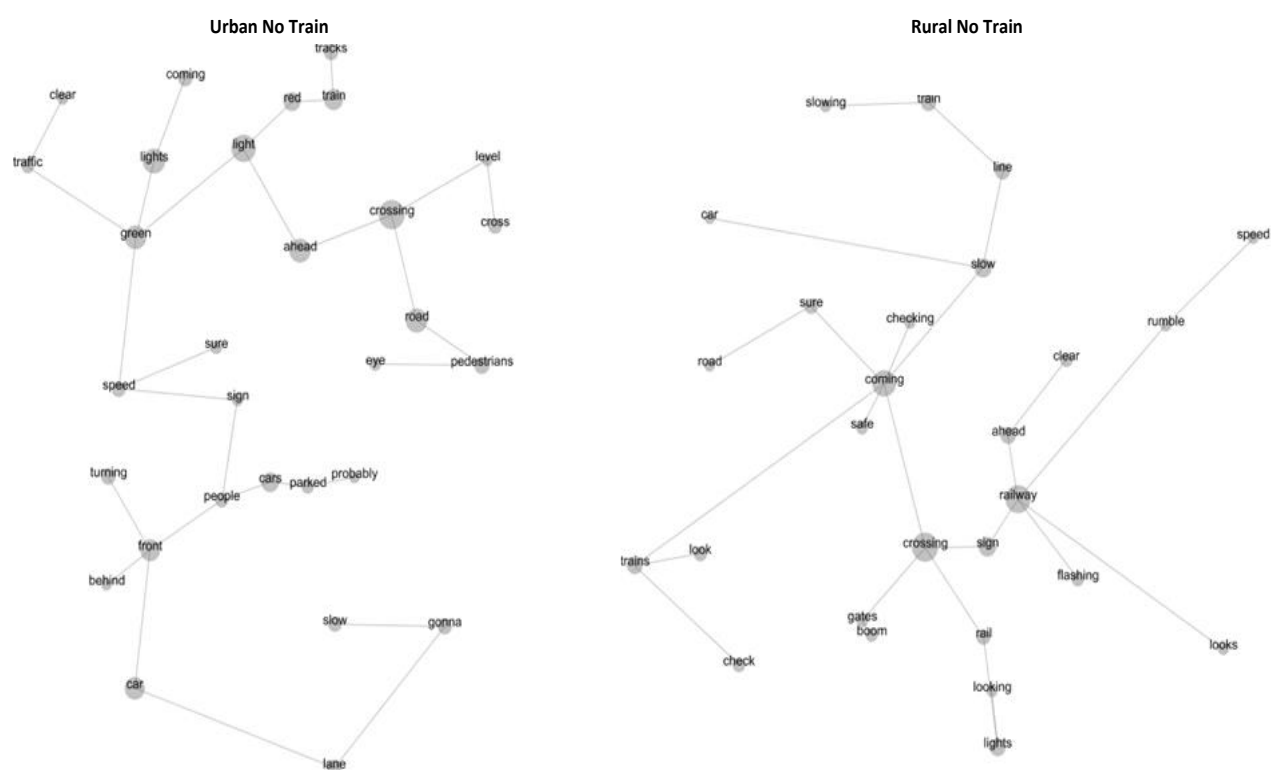 Urban No Train
tracks
coming
clear
red
train
light
lights
level
traffic
crossing
cross
green
ahead
road
sure
eye
pedestrians
speed
sign
turning
cars
parked
probably
people
front
behind
slow
gonna
car
lane
Rural No Train
slowing
train
line
car
speed
slow
sure
checking
rumble
road
clear
coming
safe
ahead
railway
crossing
sign
look
trains
flashing
gates
boom
rail
looks
check
looking
lights